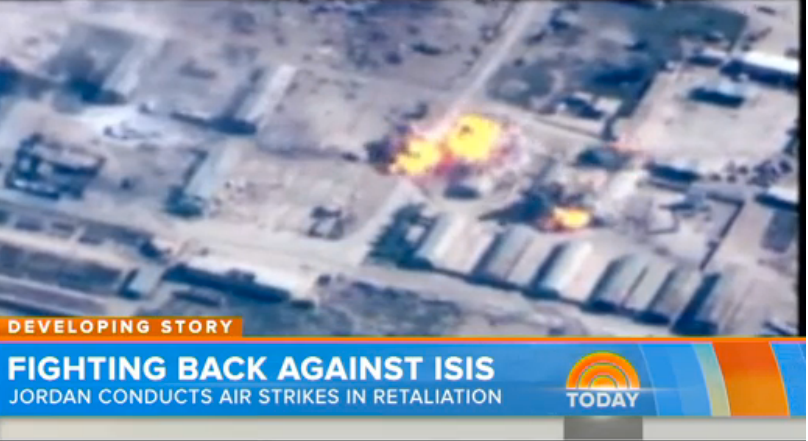 DEVELOPING STORY
FIGHTING BACK AGAINST ISIS
JORDAN CONDUCTS AIR STRIKES IN RETALIATION
TODAY